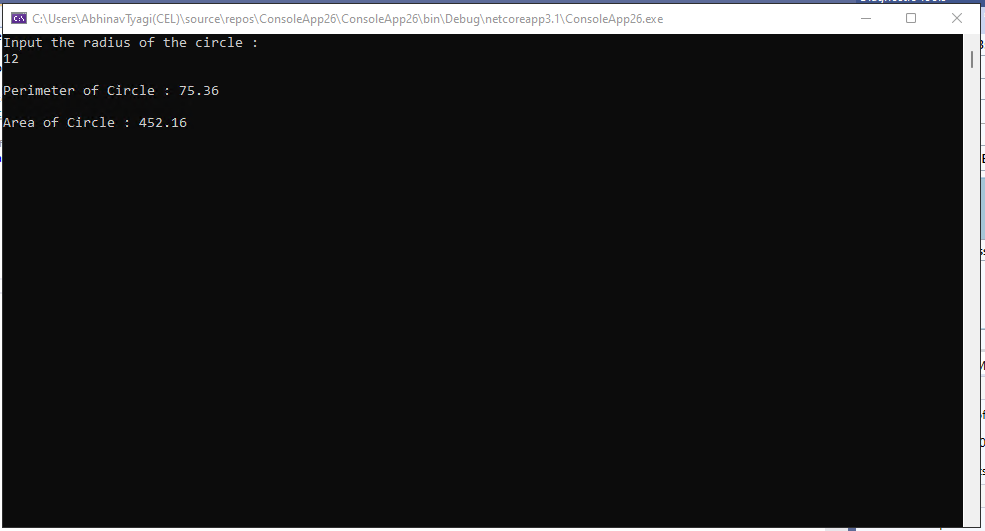 C:\Users\AbhinavTyagi(CEL)\source\repos\ConsoleApp26\ConsoleApp26\bin\Debug\netcoreapp3.1\ConsoleApp26.exe
Input the radius of the circle :
12
Perimeter of Circle : 75.36
Area of Circle : 452.16